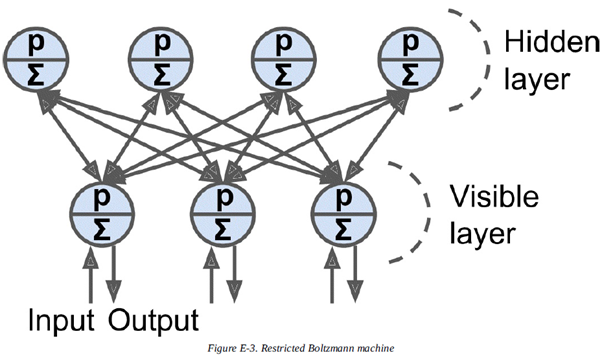 p p p p
Σ Σ Σ Σ
Hidden
layer
p p p
Σ Σ Σ
Visible
layer
Input Output
Figure E-3. Restricted Boltzmann machine